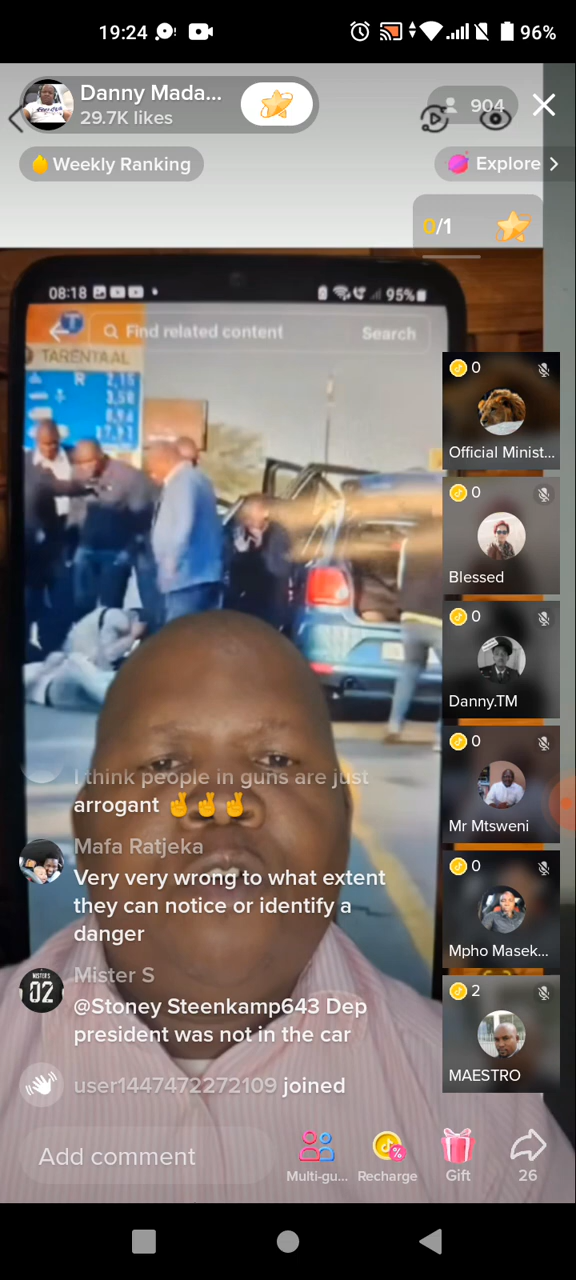 19:24
96%
Danny Mada...
29.7K likes
904
Weekly Ranking
Explore >
0/1
08:18
95%
Find related content
Search
TARENTAAL
R
0
Official Minist...
0
Blessed
0
Danny.TM
0
Mr Mtsweni
0
Mpho Masek...
2
MAESTRO
I think people in guns are just
arrogant ✌️✌️✌️
Mafa Ratjeka
Very very wrong to what extent
they can notice or identify a
danger
MISTER S
02
Mister S
@Stoney Steenkamp643 Dep
president was not in the car
user1447472272109 joined
Add comment
Multi-gu...
Recharge
Gift
26